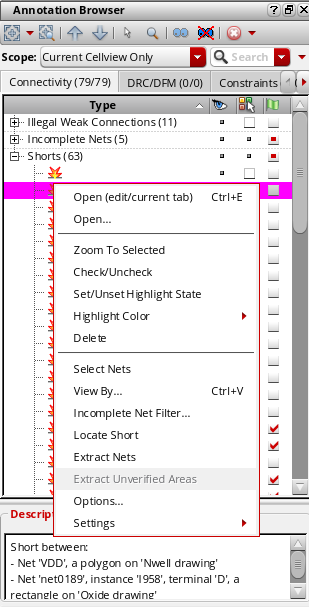 Annotation Browser
Scope: Current Cellview Only Search
Connectivity (79/79) DRC/DFM (0/0) Constraints
Type
Illegal Weak Connections (11)
Incomplete Nets (5)
Shorts (63)
Open (edit/current tab) Ctrl+E
Open...
Zoom To Selected
Check/Uncheck
Set/Unset Highlight State
Highlight Color
Delete
Select Nets
View By... Ctrl+V
Incomplete Net Filter...
Locate Short
Extract Nets
Extract Unverified Areas
Options...
Settings
Short between:
- Net 'VDD', a polygon on 'Nwell drawing'
- Net 'net0189', instance 'I958', terminal 'D', a
rectangle on 'Oxide drawing'